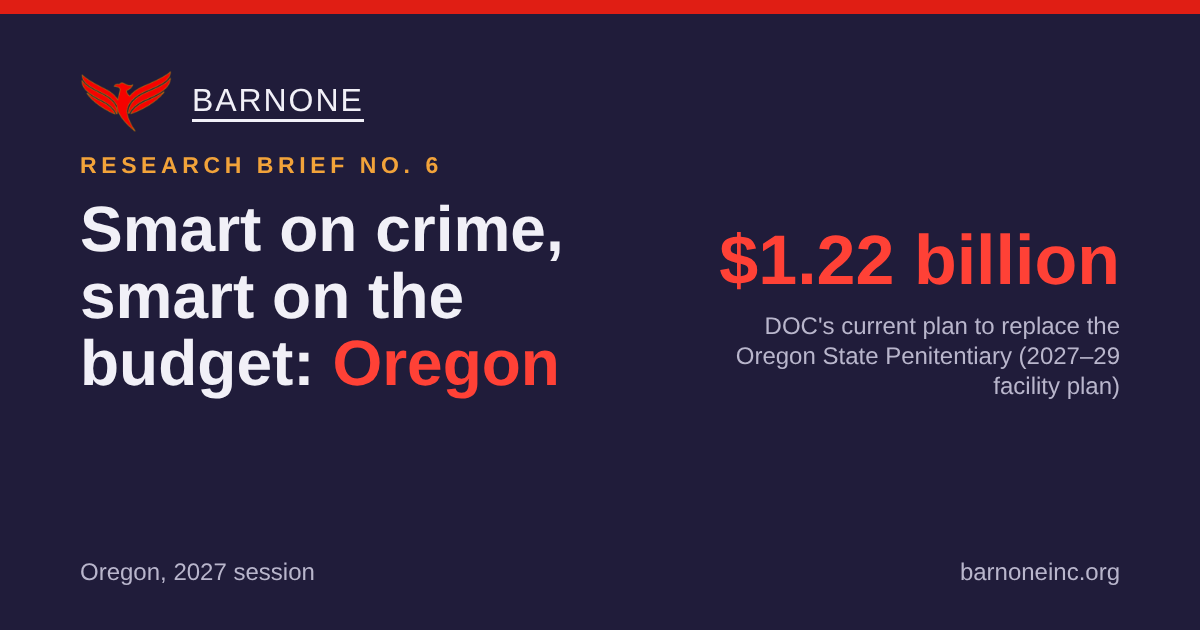 BARNONE
RESEARCH BRIEF NO. 6
Smart on crime,
smart on the
budget: Oregon
$1.22 billion
DOC's current plan to replace the
Oregon State Penitentiary (2027–29
facility plan)
Oregon, 2027 session
barnoneinc.org